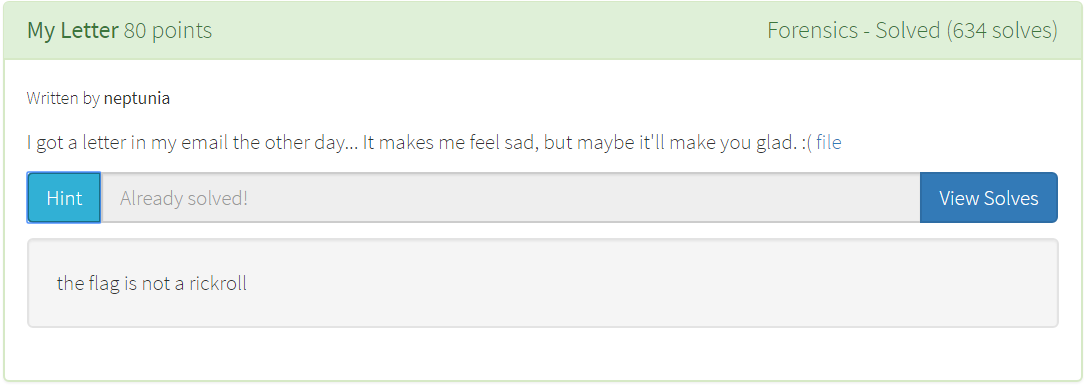 My Letter 80 points Forensics - Solved (634 solves)
Written by neptunia
I got a letter in my email the other day... It makes me feel sad, but maybe it'll make you glad. :( file
Hint Already solved! View Solves
the flag is not a rickroll